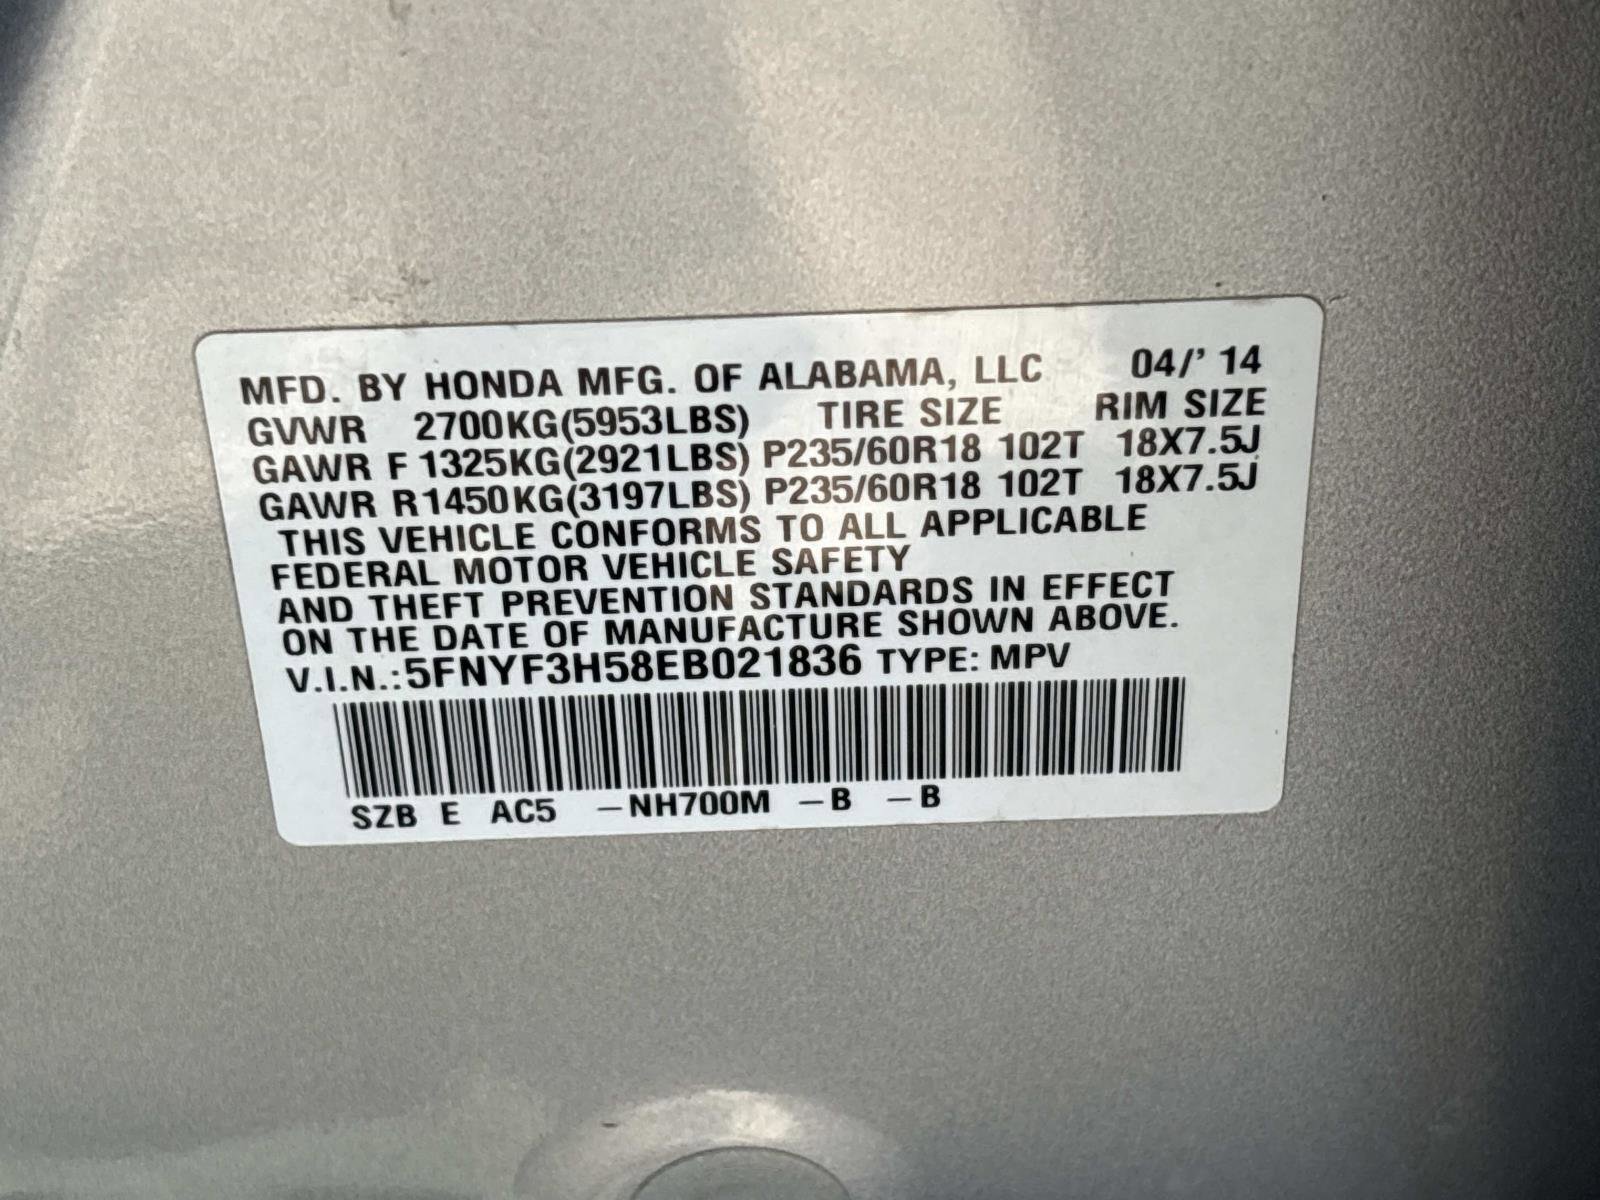 MFD. BY HONDA MFG. OF ALABAMA, LLC 04/' 14
GVWR 2700KG(5953LBS) TIRE SIZE RIM SIZE
GAWR F 1325KG(2921LBS) P235/60R18 102T 18X7.5J
GAWR R1450KG(3197LBS) P235/60R18 102T 18X7.5J
THIS VEHICLE CONFORMS TO ALL APPLICABLE
FEDERAL MOTOR VEHICLE SAFETY
AND THEFT PREVENTION STANDARDS IN EFFECT
ON THE DATE OF MANUFACTURE SHOWN ABOVE.
V.I.N.:5FNYF3H58EB021836 TYPE: MPV
SZB E AC5 –NH700M –B –B